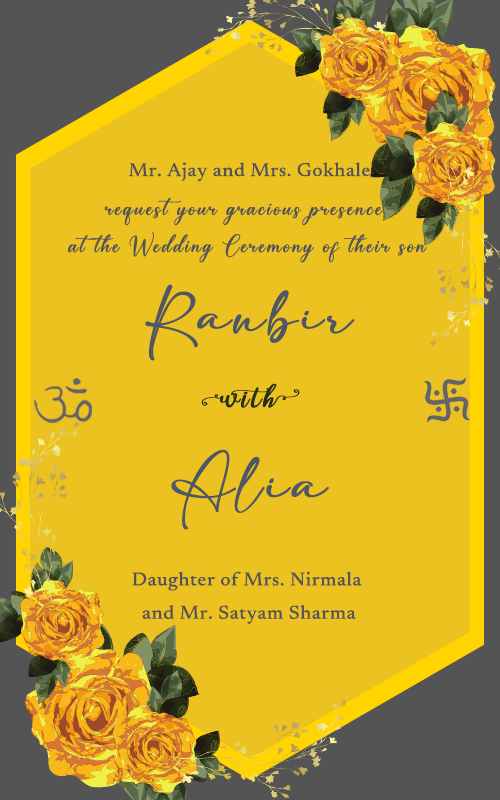 Mr. Ajay and Mrs. Gokhale
request your gracious presence
at the Wedding Ceremony of their son
Ranbir
with
ॐ
卐
Alia
Daughter of Mrs. Nirmala
and Mr. Satyam Sharma